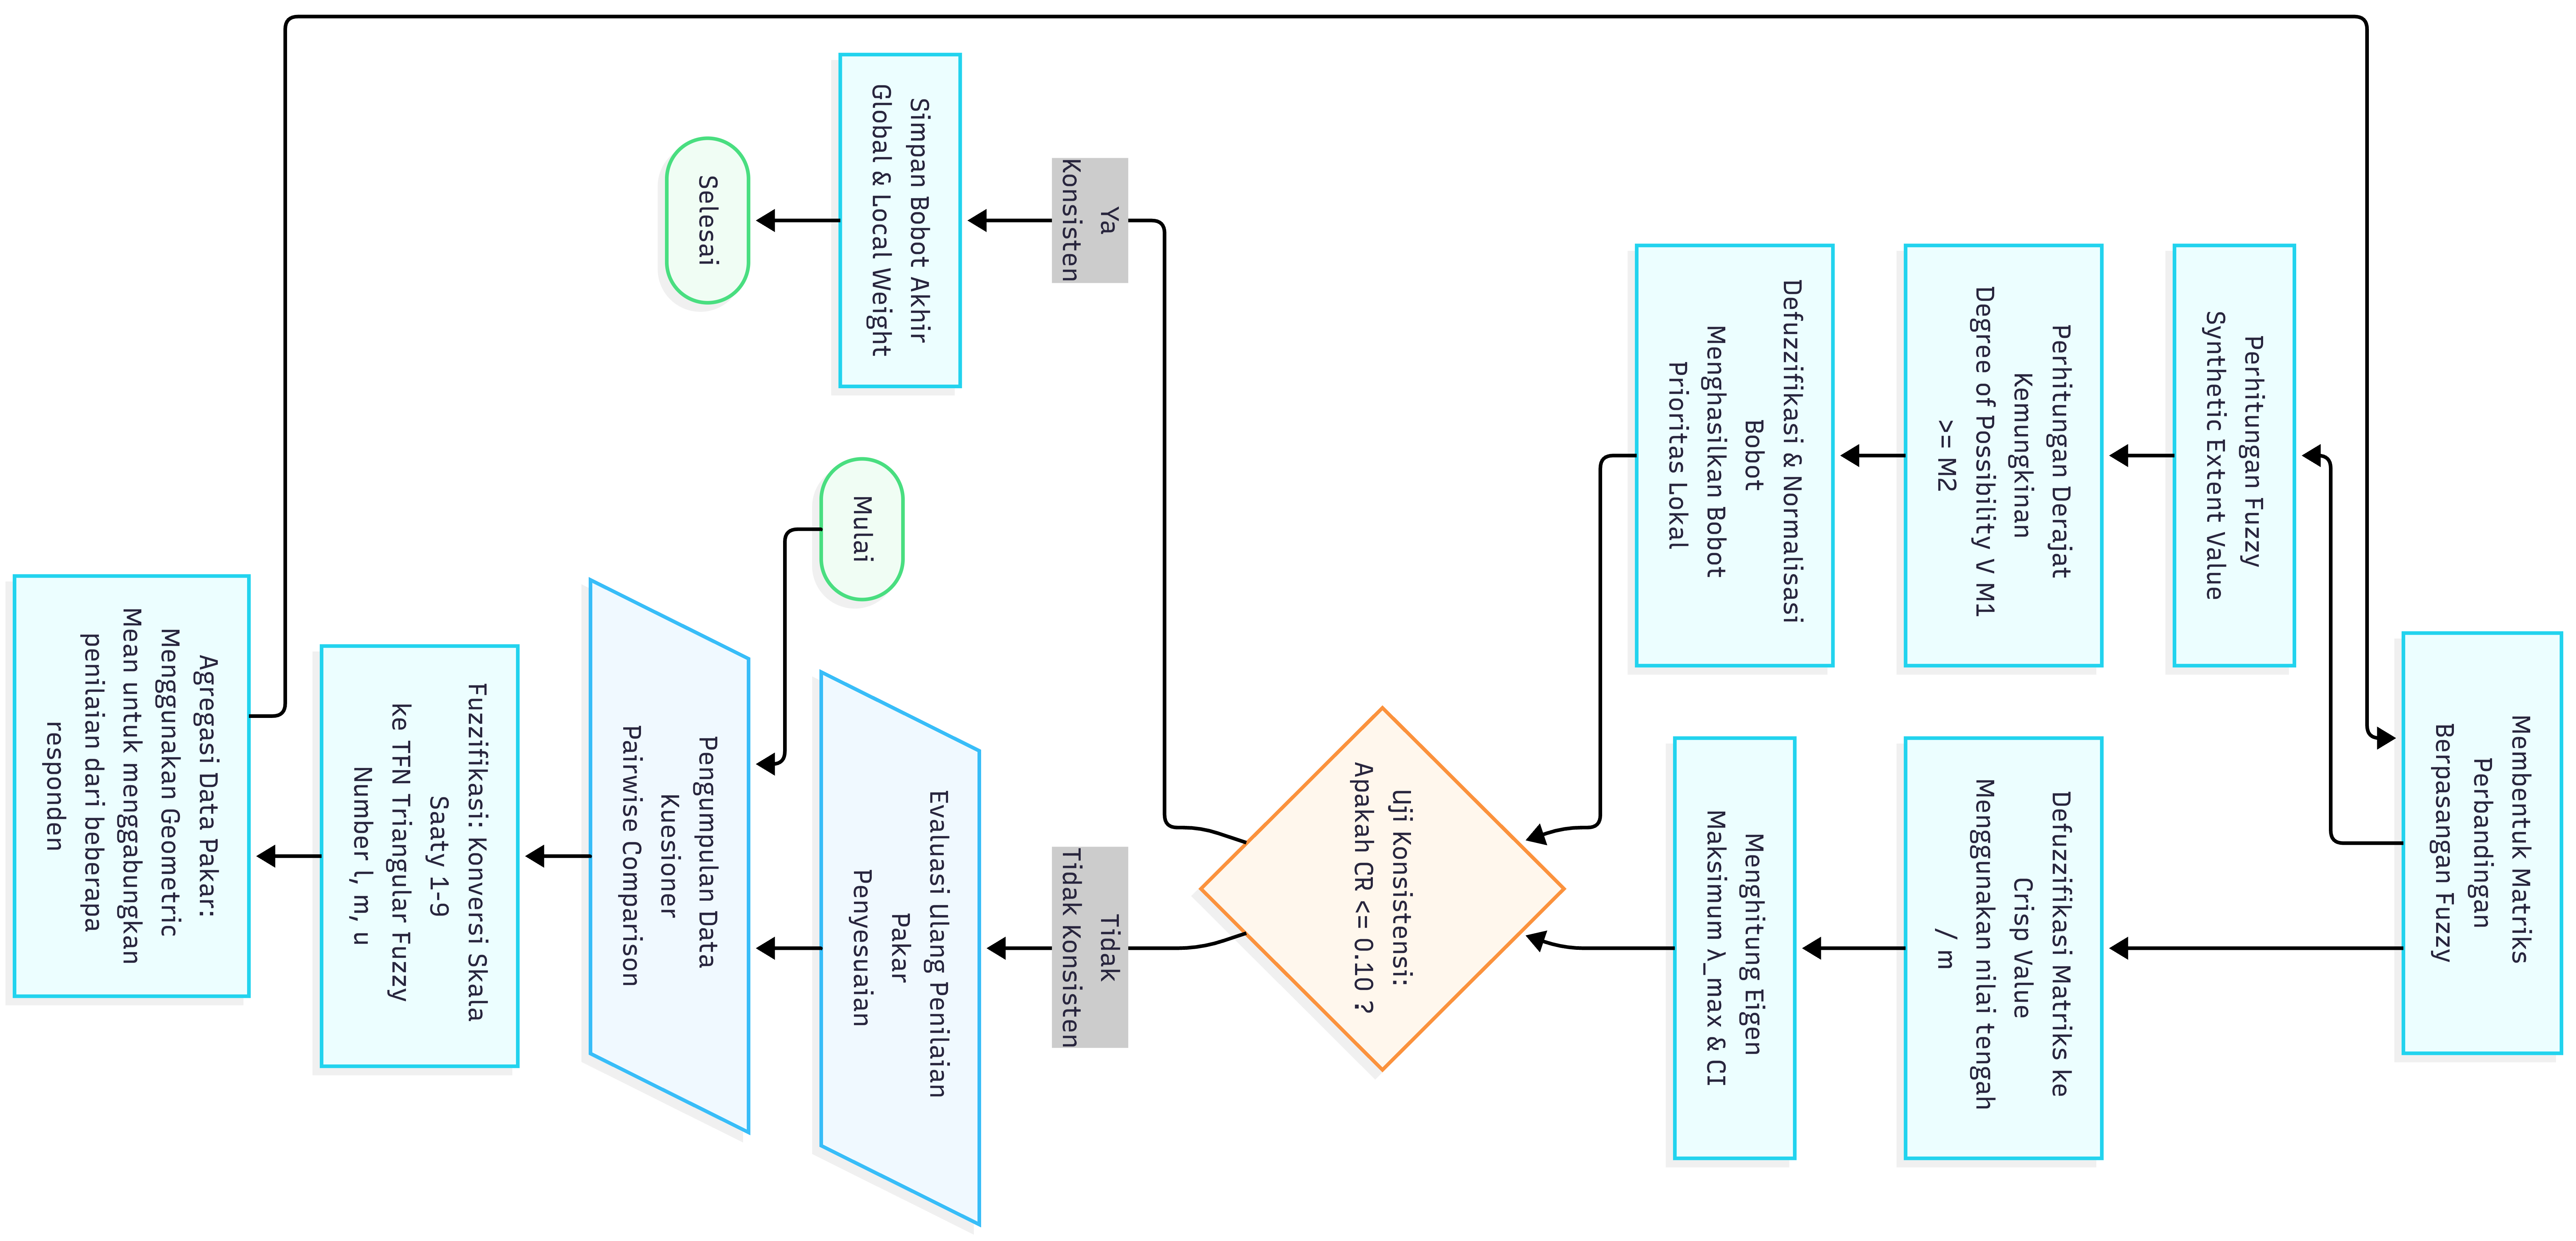 Membentuk Matriks
Perbandingan
Berpasangan Fuzzy
Perhitungan Fuzzy
Synthetic Extent Value
Perhitungan Derajat
Kemungkinan
Degree of Possibility V M1
>= M2
Defuzzifikasi Matriks ke
Crisp Value
Menggunakan nilai tengah
/ m
Defuzzifikasi & Normalisasi
Bobot
Menghasilkan Bobot
Prioritas Lokal
Menghitung Eigen
Maksimum λ_max & CI
Uji Konsistensi:
Apakah CR <= 0.10 ?
Ya
Konsisten
Tidak
Tidak Konsisten
Simpan Bobot Akhir
Global & Local Weight
Evaluasi Ulang Penilaian
Pakar
Penyesuaian
Mulai
Selesai
Pengumpulan Data
Kuesioner
Pairwise Comparison
Fuzzifikasi: Konversi Skala
Saaty 1-9
ke TFN Triangular Fuzzy
Number l, m, u
Agregasi Data Pakar:
Menggunakan Geometric
Mean untuk menggabungkan
penilaian dari beberapa
responden